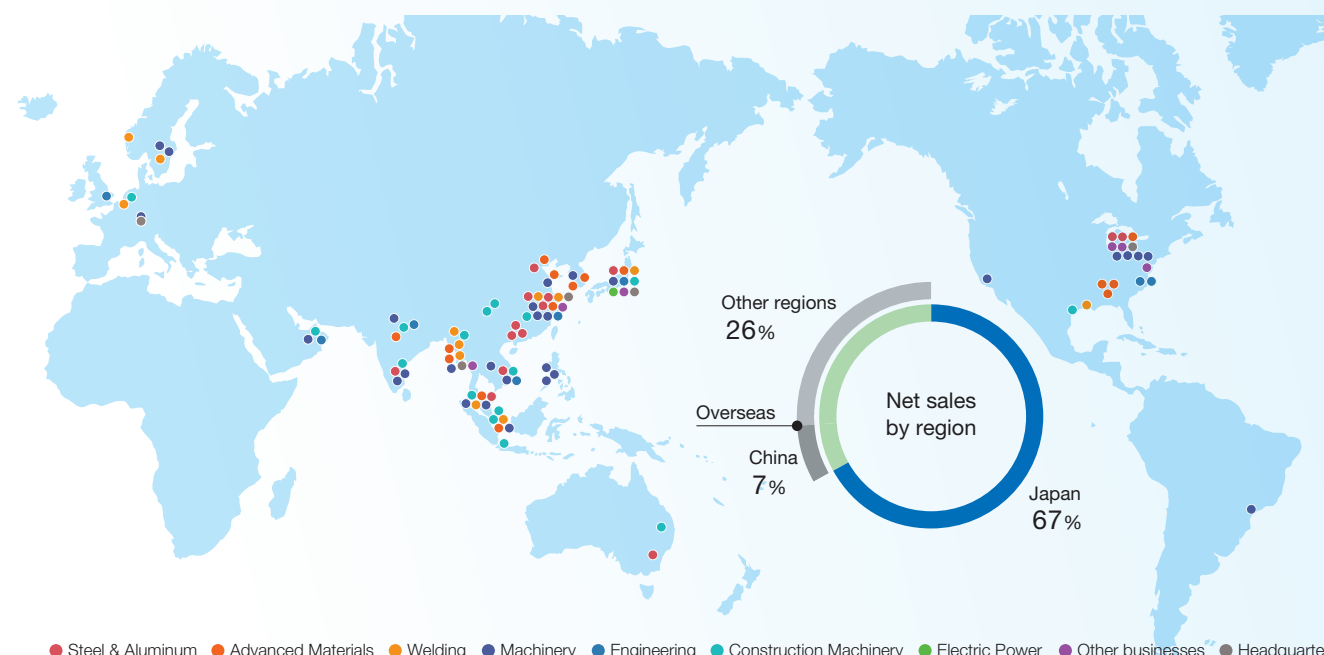 Other regions
26%
Net sales
by region
Overseas
China
7%
Japan
67%
Steel & Aluminum Advanced Materials Welding Machinery Engineering Construction Machinery Electric Power Other businesses Headquarte